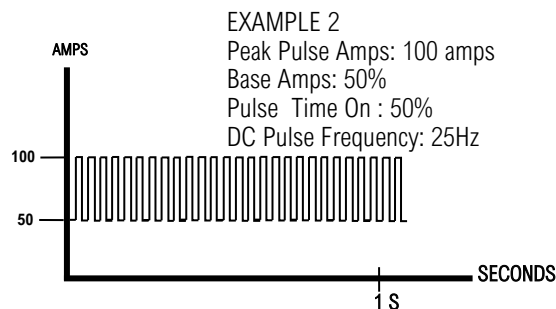 EXAMPLE 2
Peak Pulse Amps: 100 amps
Base Amps: 50%
Pulse Time On : 50%
DC Pulse Frequency: 25Hz
AMPS
100
50
SECONDS
1 S